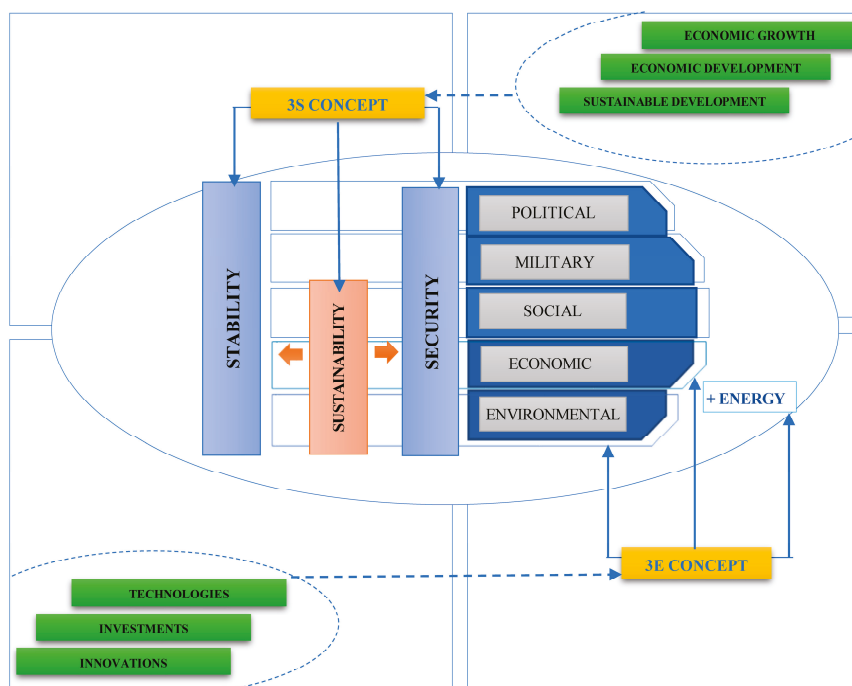 ECONOMIC GROWTH
ECONOMIC DEVELOPMENT
SUSTAINABLE DEVELOPMENT
3S CONCEPT
STABILITY
SUSTAINABILITY
SECURITY
POLITICAL
MILITARY
SOCIAL
ECONOMIC
ENVIRONMENTAL
+ ENERGY
3E CONCEPT
TECHNOLOGIES
INVESTMENTS
INNOVATIONS